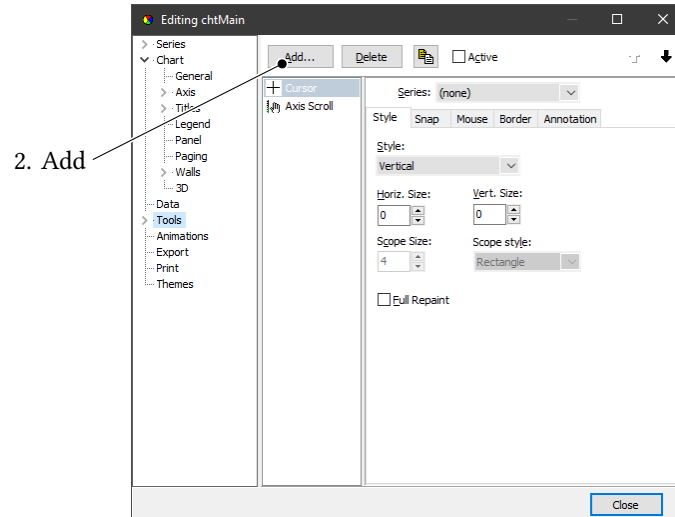 Editing chtMain
Series
Chart
General
Axis
Titles
Legend
Panel
Paging
Walls
3D
Data
Tools
Animations
Export
Print
Themes
2. Add
Add... Delete Active
Cursor
Axis Scroll
Series: (none)
Style Snap Mouse Border Annotation
Style:
Vertical
Horiz. Size: Vert. Size:
0 0
Scope Size: Scope style:
4 Rectangle
Full Repaint
Close